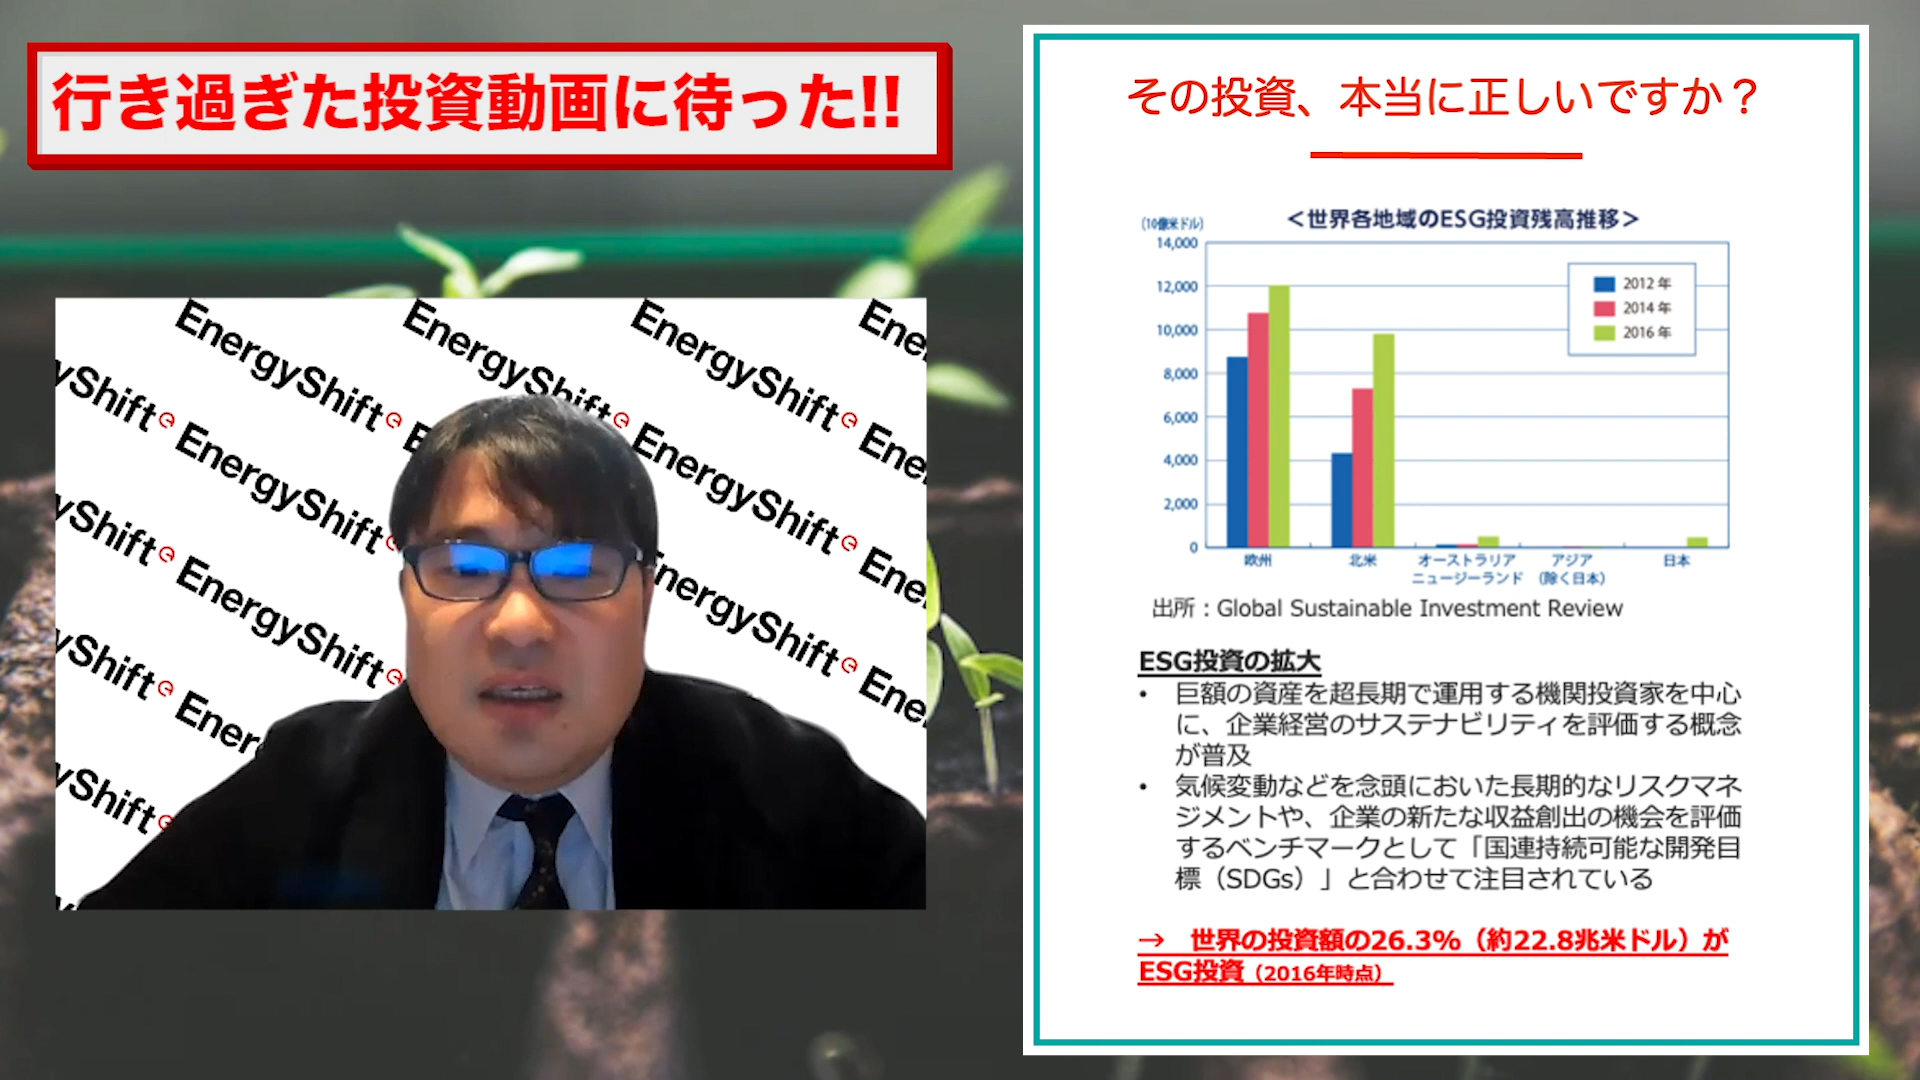 行き過ぎた投資動画に待った!!
EnergyShift EnergyShift EnergyShift Ene
yShift EnergyShift E EnergyShift Ene
yShift EnergyShift nergyShift Ene
yShift Ener Ene
yShift
その投資、本当に正しいですか？
＜世界各地域のESG投資残高推移＞
（10億米ドル）
14,000
12,000
10,000
8,000
6,000
4,000
2,000
0
2012 年
2014 年
2016 年
欧州 北米 オーストラリア アジア 日本
ニュージーランド （除く日本）
出所：Global Sustainable Investment Review
ESG投資の拡大
• 巨額の資産を超長期で運用する機関投資家を中心
に、企業経営のサステナビリティを評価する概念
が普及
• 気候変動などを念頭においた長期的なリスクマネ
ジメントや、企業の新たな収益創出の機会を評価
するベンチマークとして「国連持続可能な開発目
標（SDGs）」と合わせて注目されている
→ 世界の投資額の26.3%（約22.8兆米ドル）が
ESG投資（2016年時点）